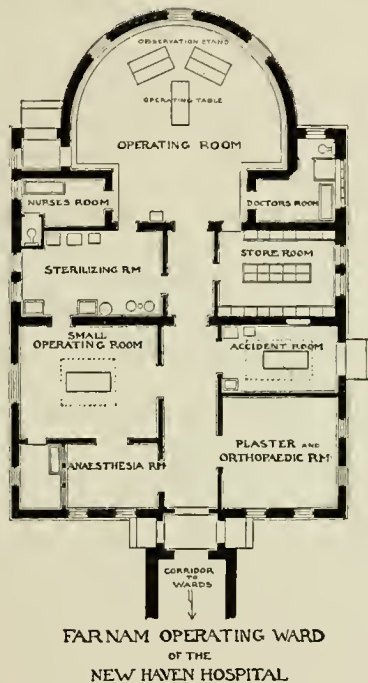 OBSERVATION STAND
OPERATING TABLE
OPERATING ROOM
NURSES ROOM
DOCTORS ROOM
STERILIZING RM
STORE ROOM
SMALL
OPERATING ROOM
ACCIDENT ROOM
PLASTER AND
ORTHOPAEDIC RM
ANAESTHESIA RM
CORRIDOR
TO
WARDS
FARNAM OPERATING WARD
OF THE
NEW HAVEN HOSPITAL